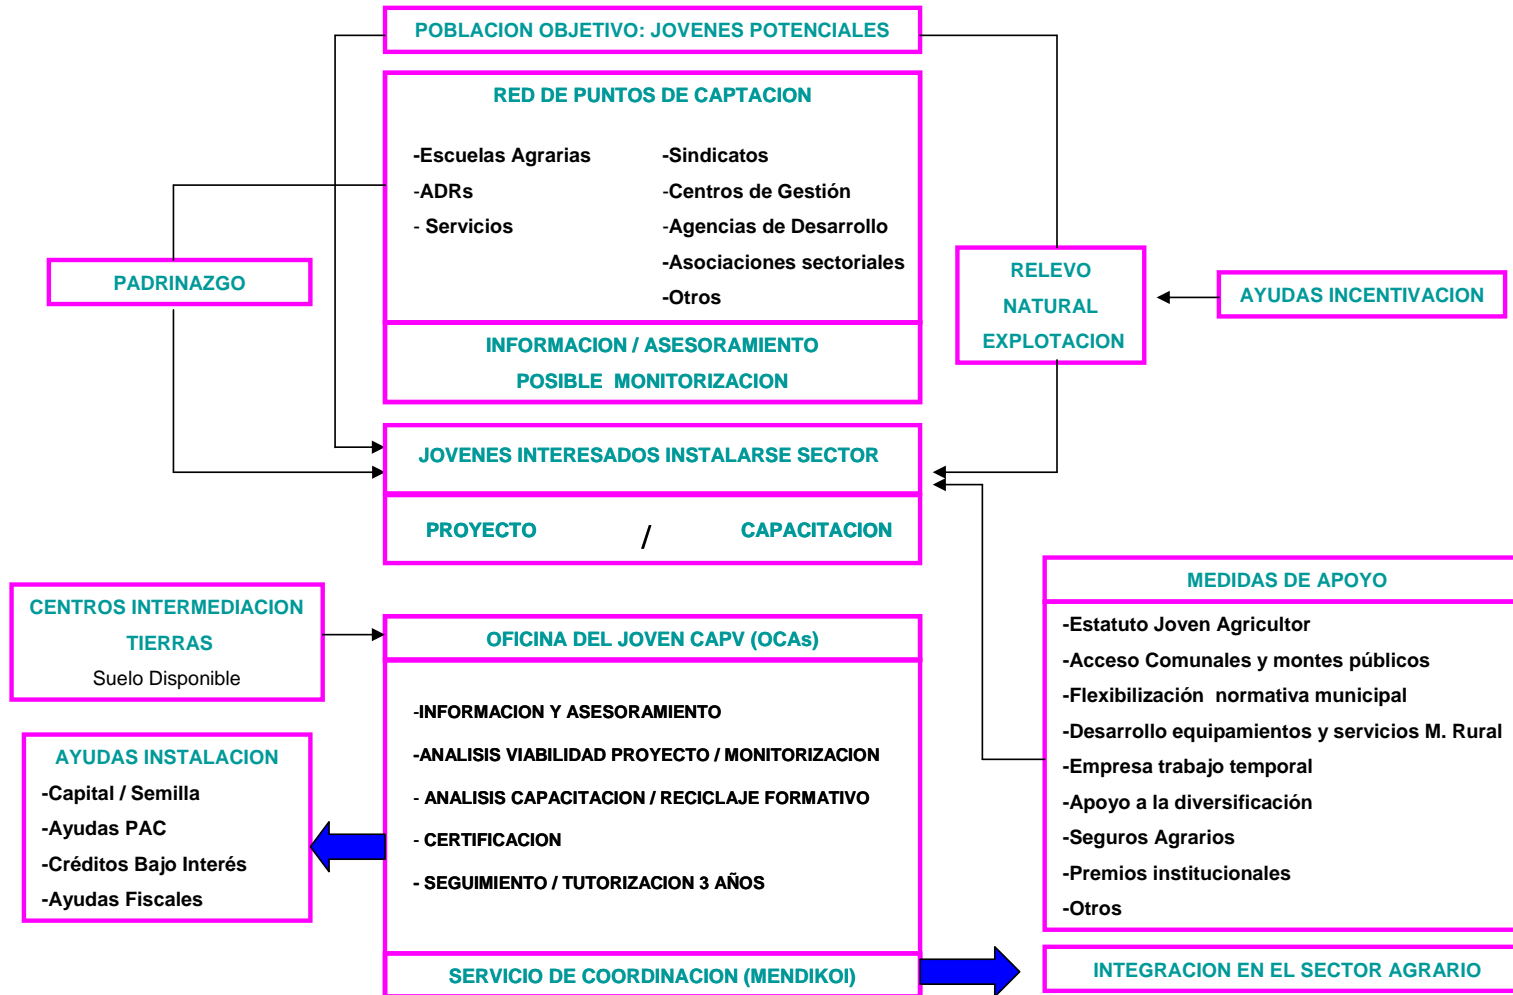 POBLACION OBJETIVO: JOVENES POTENCIALES
RED DE PUNTOS DE CAPTACION
-Escuelas Agrarias
-ADRs
- Servicios
-Sindicatos
-Centros de Gestión
-Agencias de Desarrollo
-Asociaciones sectoriales
-Otros
INFORMACION / ASESORAMIENTO
POSIBLE MONITORIZACION
PADRINAZGO
RELEVO
NATURAL
EXPLOTACION
AYUDAS INCENTIVACION
JOVENES INTERESADOS INSTALARSE SECTOR
PROYECTO / CAPACITACION
CENTROS INTERMEDIACION
TIERRAS
Suelo Disponible
AYUDAS INSTALACION
-Capital / Semilla
-Ayudas PAC
-Créditos Bajo Interés
-Ayudas Fiscales
OFICINA DEL JOVEN CAPV (OCAs)
-INFORMACION Y ASESORAMIENTO
-ANALISIS VIABILIDAD PROYECTO / MONITORIZACION
- ANALISIS CAPACITACION / RECICLAJE FORMATIVO
- CERTIFICACION
- SEGUIMIENTO / TUTORIZACION 3 AÑOS
SERVICIO DE COORDINACION (MENDIKOI)
MEDIDAS DE APOYO
-Estatuto Joven Agricultor
-Acceso Comunales y montes públicos
-Flexibilización normativa municipal
-Desarrollo equipamientos y servicios M. Rural
-Empresa trabajo temporal
-Apoyo a la diversificación
-Seguros Agrarios
-Premios institucionales
-Otros
INTEGRACION EN EL SECTOR AGRARIO